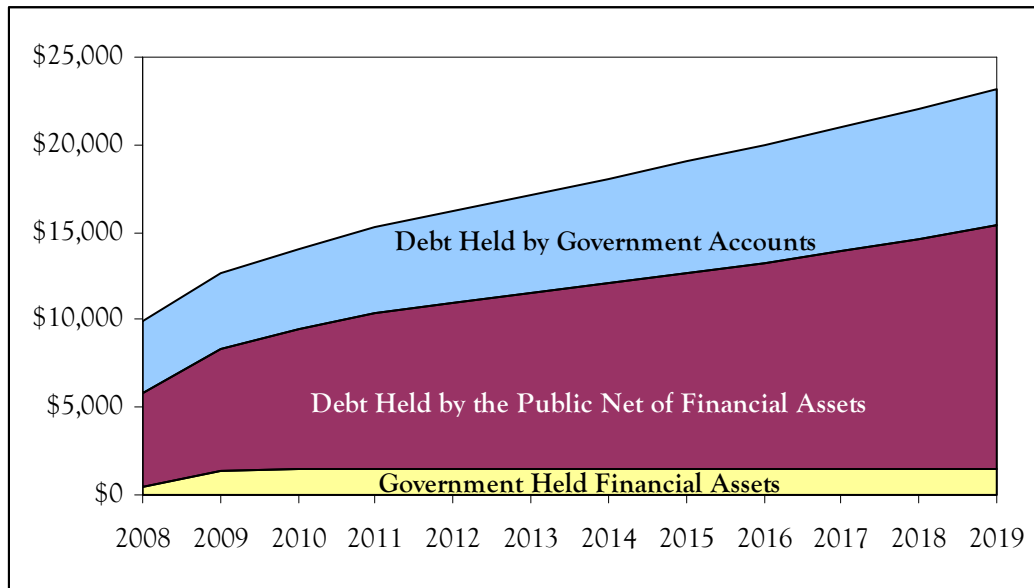 $25,000
$20,000
$15,000
$10,000
$5,000
$0
Debt Held by Government Accounts
Debt Held by the Public Net of Financial Assets
Government Held Financial Assets
2008 2009 2010 2011 2012 2013 2014 2015 2016 2017 2018 2019